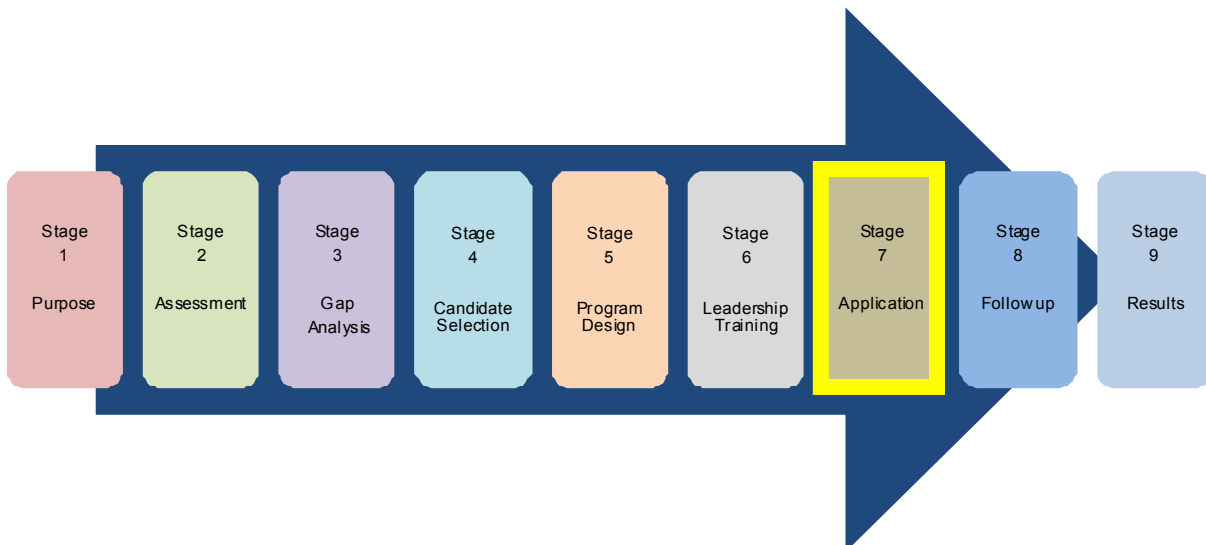 Stage
1
Purpose
Stage
2
Assessment
Stage
3
Gap
Analysis
Stage
4
Candidate
Selection
Stage
5
Program
Design
Stage
6
Leadership
Training
Stage
7
Application
Stage
8
Follow up
Stage
9
Results